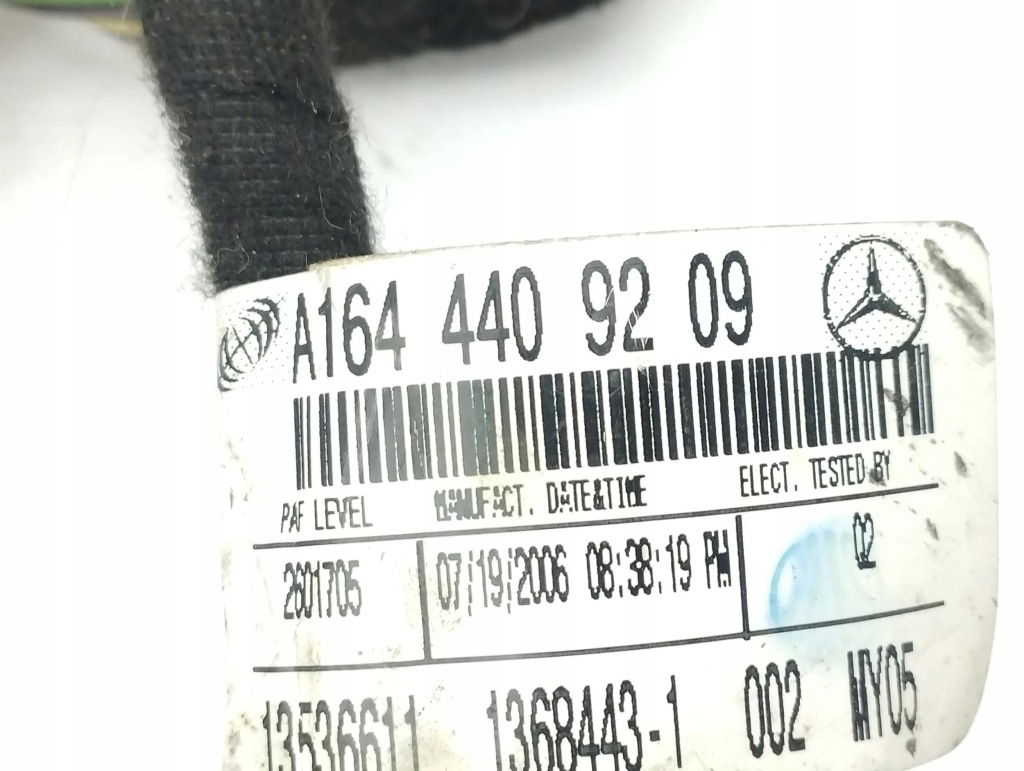 A164 440 92 09
PAF LEVEL MANUFACT. DATE&TIME ELECT. TESTED BY
2601705 07/19/2006 08:38:19 PM 02
13536611 1368443-1 002 MY05